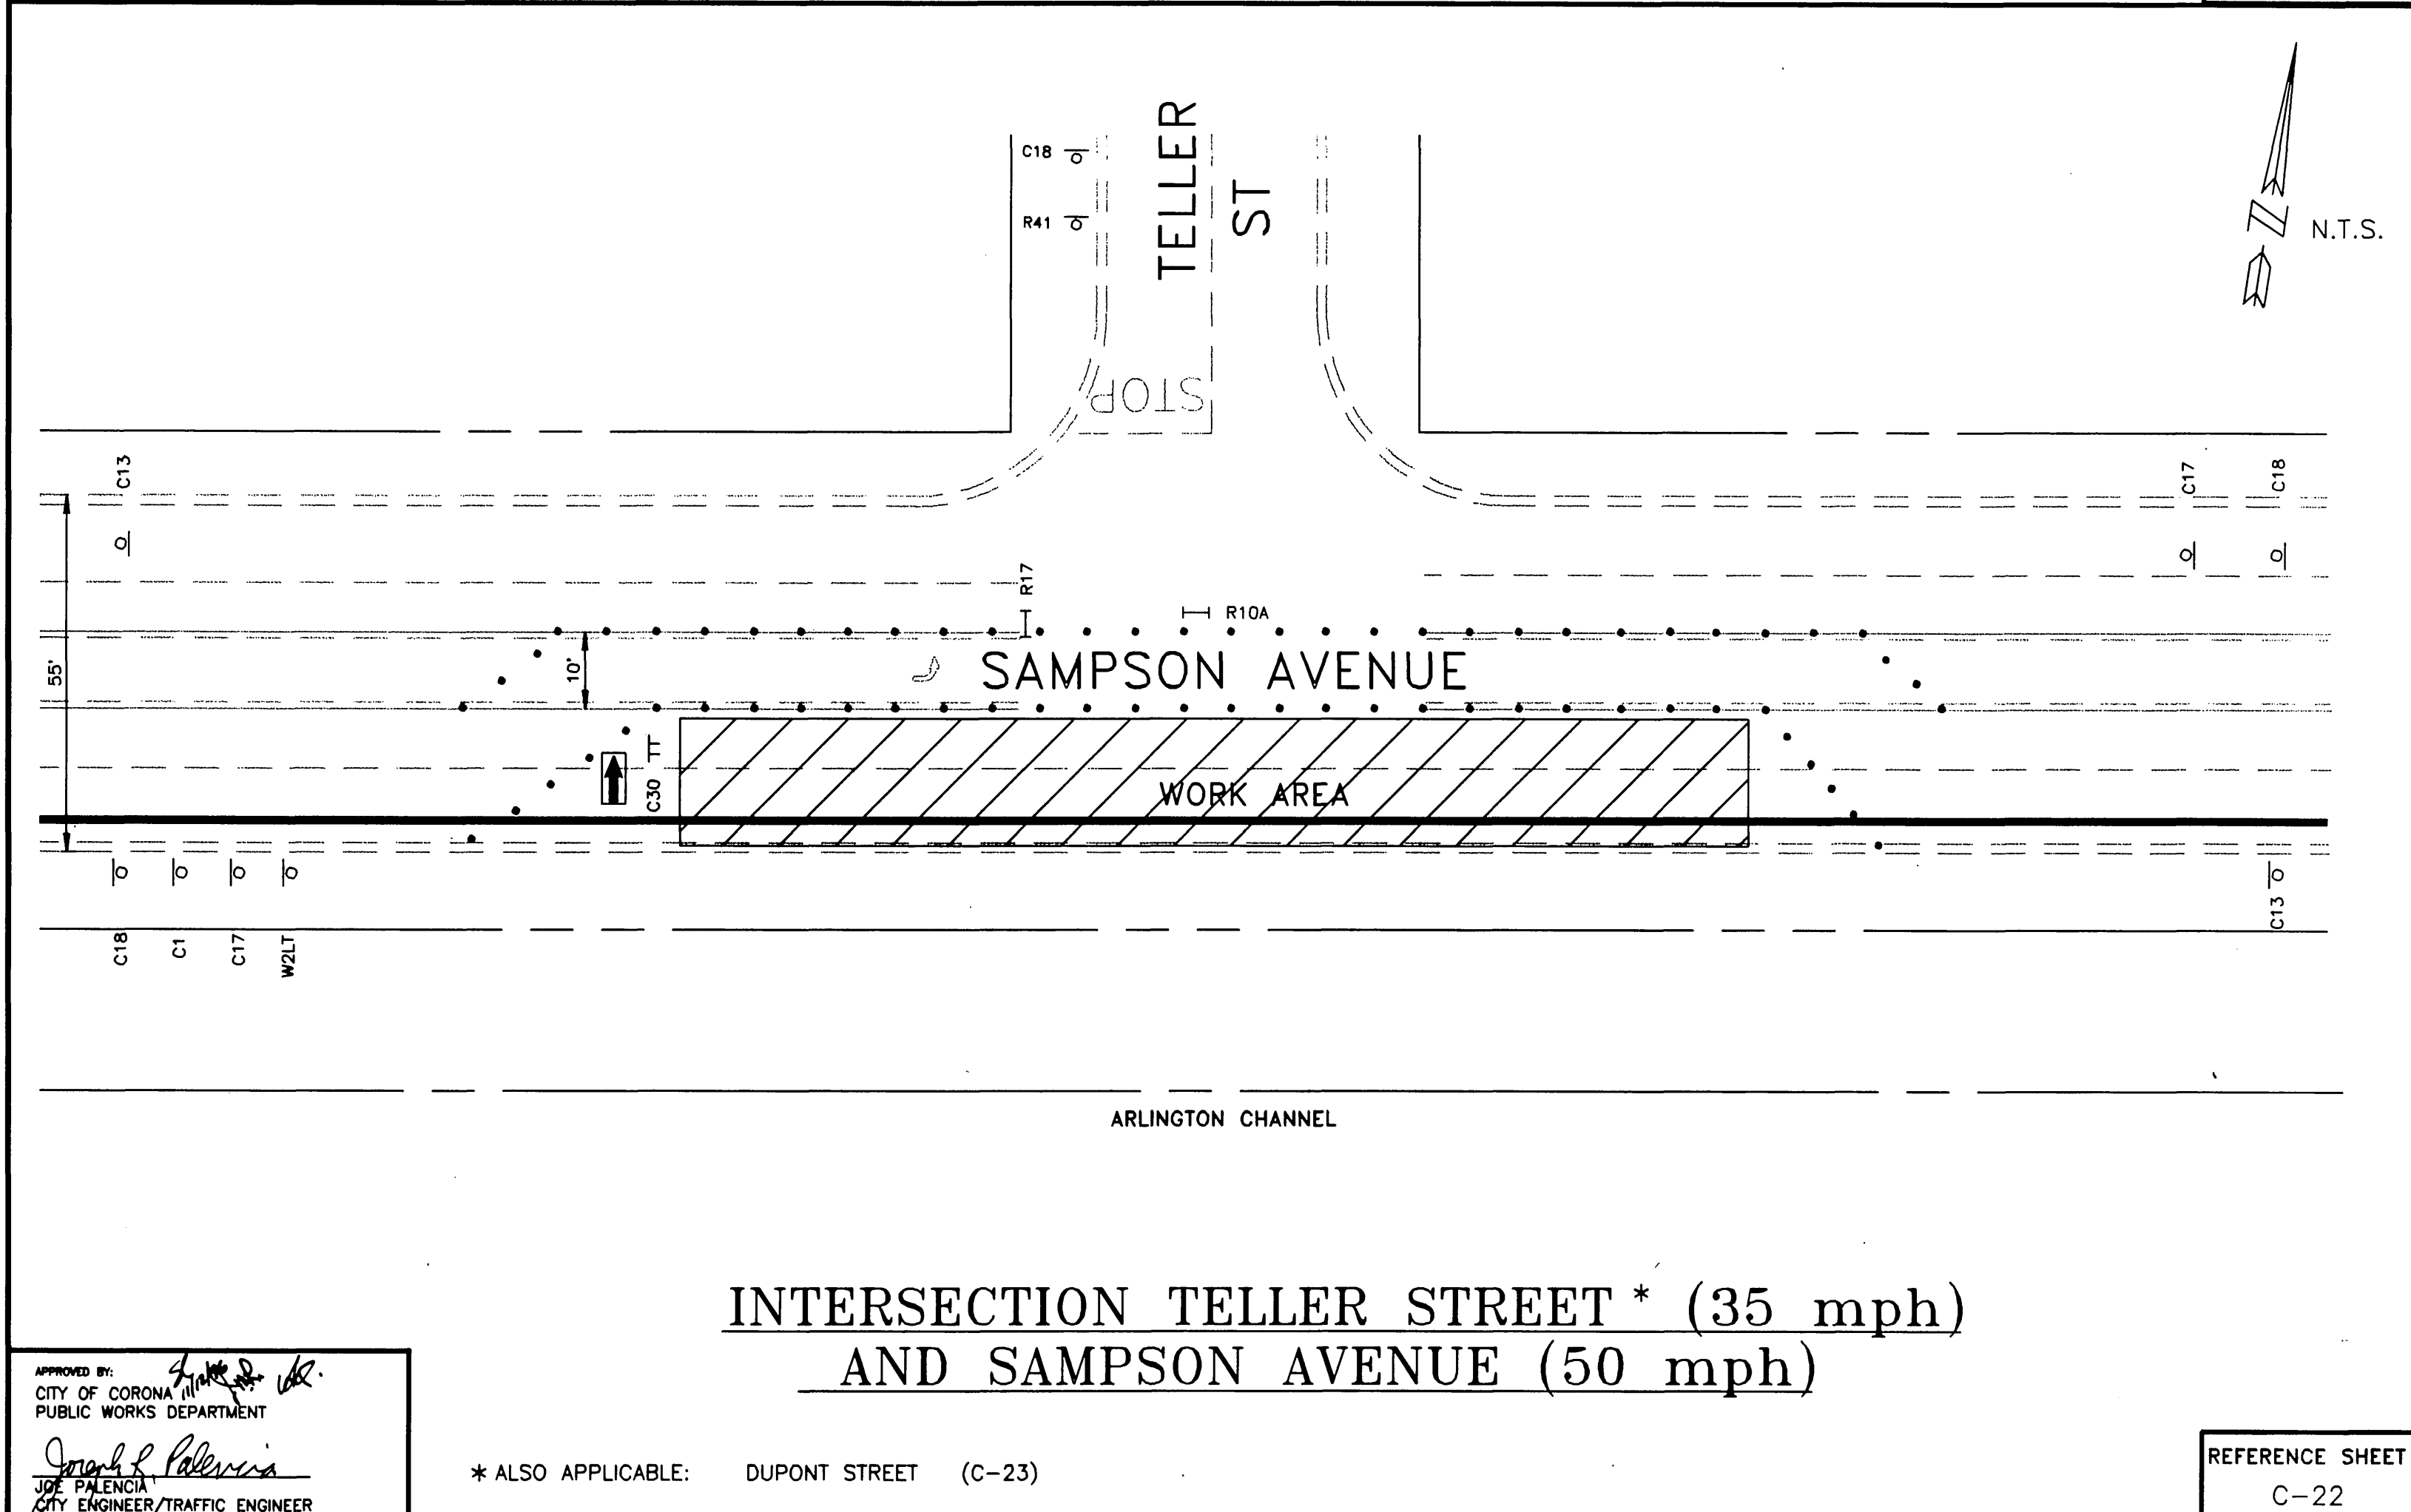 C18
R41
TELLER
ST
N.T.S.
STOP
C13
C17
C18
R17
R10A
55'
10'
SAMPSON AVENUE
C30
WORK AREA
C18
C1
C17
W2LT
C13
ARLINGTON CHANNEL
INTERSECTION TELLER STREET * (35 mph)
AND SAMPSON AVENUE (50 mph)
APPROVED BY:
CITY OF CORONA
PUBLIC WORKS DEPARTMENT
Joseph R. Palencia
JOE PALENCIA
CITY ENGINEER/TRAFFIC ENGINEER
* ALSO APPLICABLE: DUPONT STREET (C-23)
REFERENCE SHEET
C-22